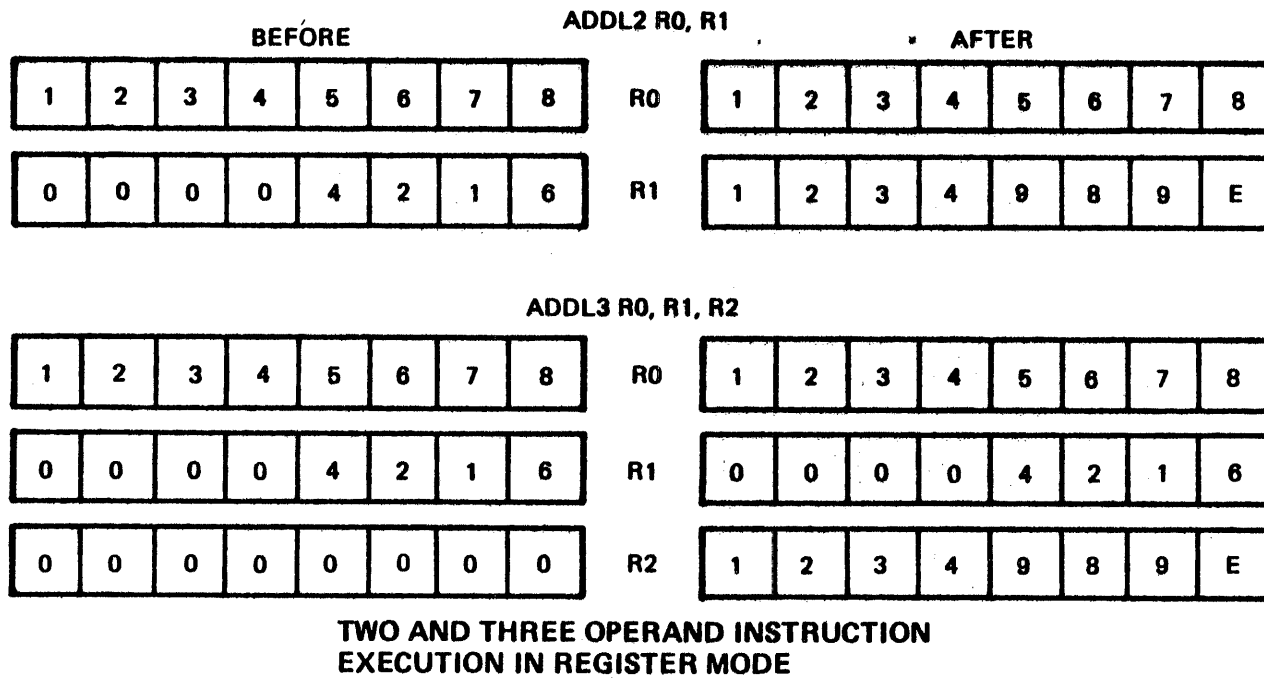 ADDL2 R0, R1
BEFORE AFTER
1 2 3 4 5 6 7 8 R0 1 2 3 4 5 6 7 8
0 0 0 0 4 2 1 6 R1 1 2 3 4 9 8 9 E
ADDL3 R0, R1, R2
1 2 3 4 5 6 7 8 R0 1 2 3 4 5 6 7 8
0 0 0 0 4 2 1 6 R1 0 0 0 0 4 2 1 6
0 0 0 0 0 0 0 0 R2 1 2 3 4 9 8 9 E
TWO AND THREE OPERAND INSTRUCTION
EXECUTION IN REGISTER MODE